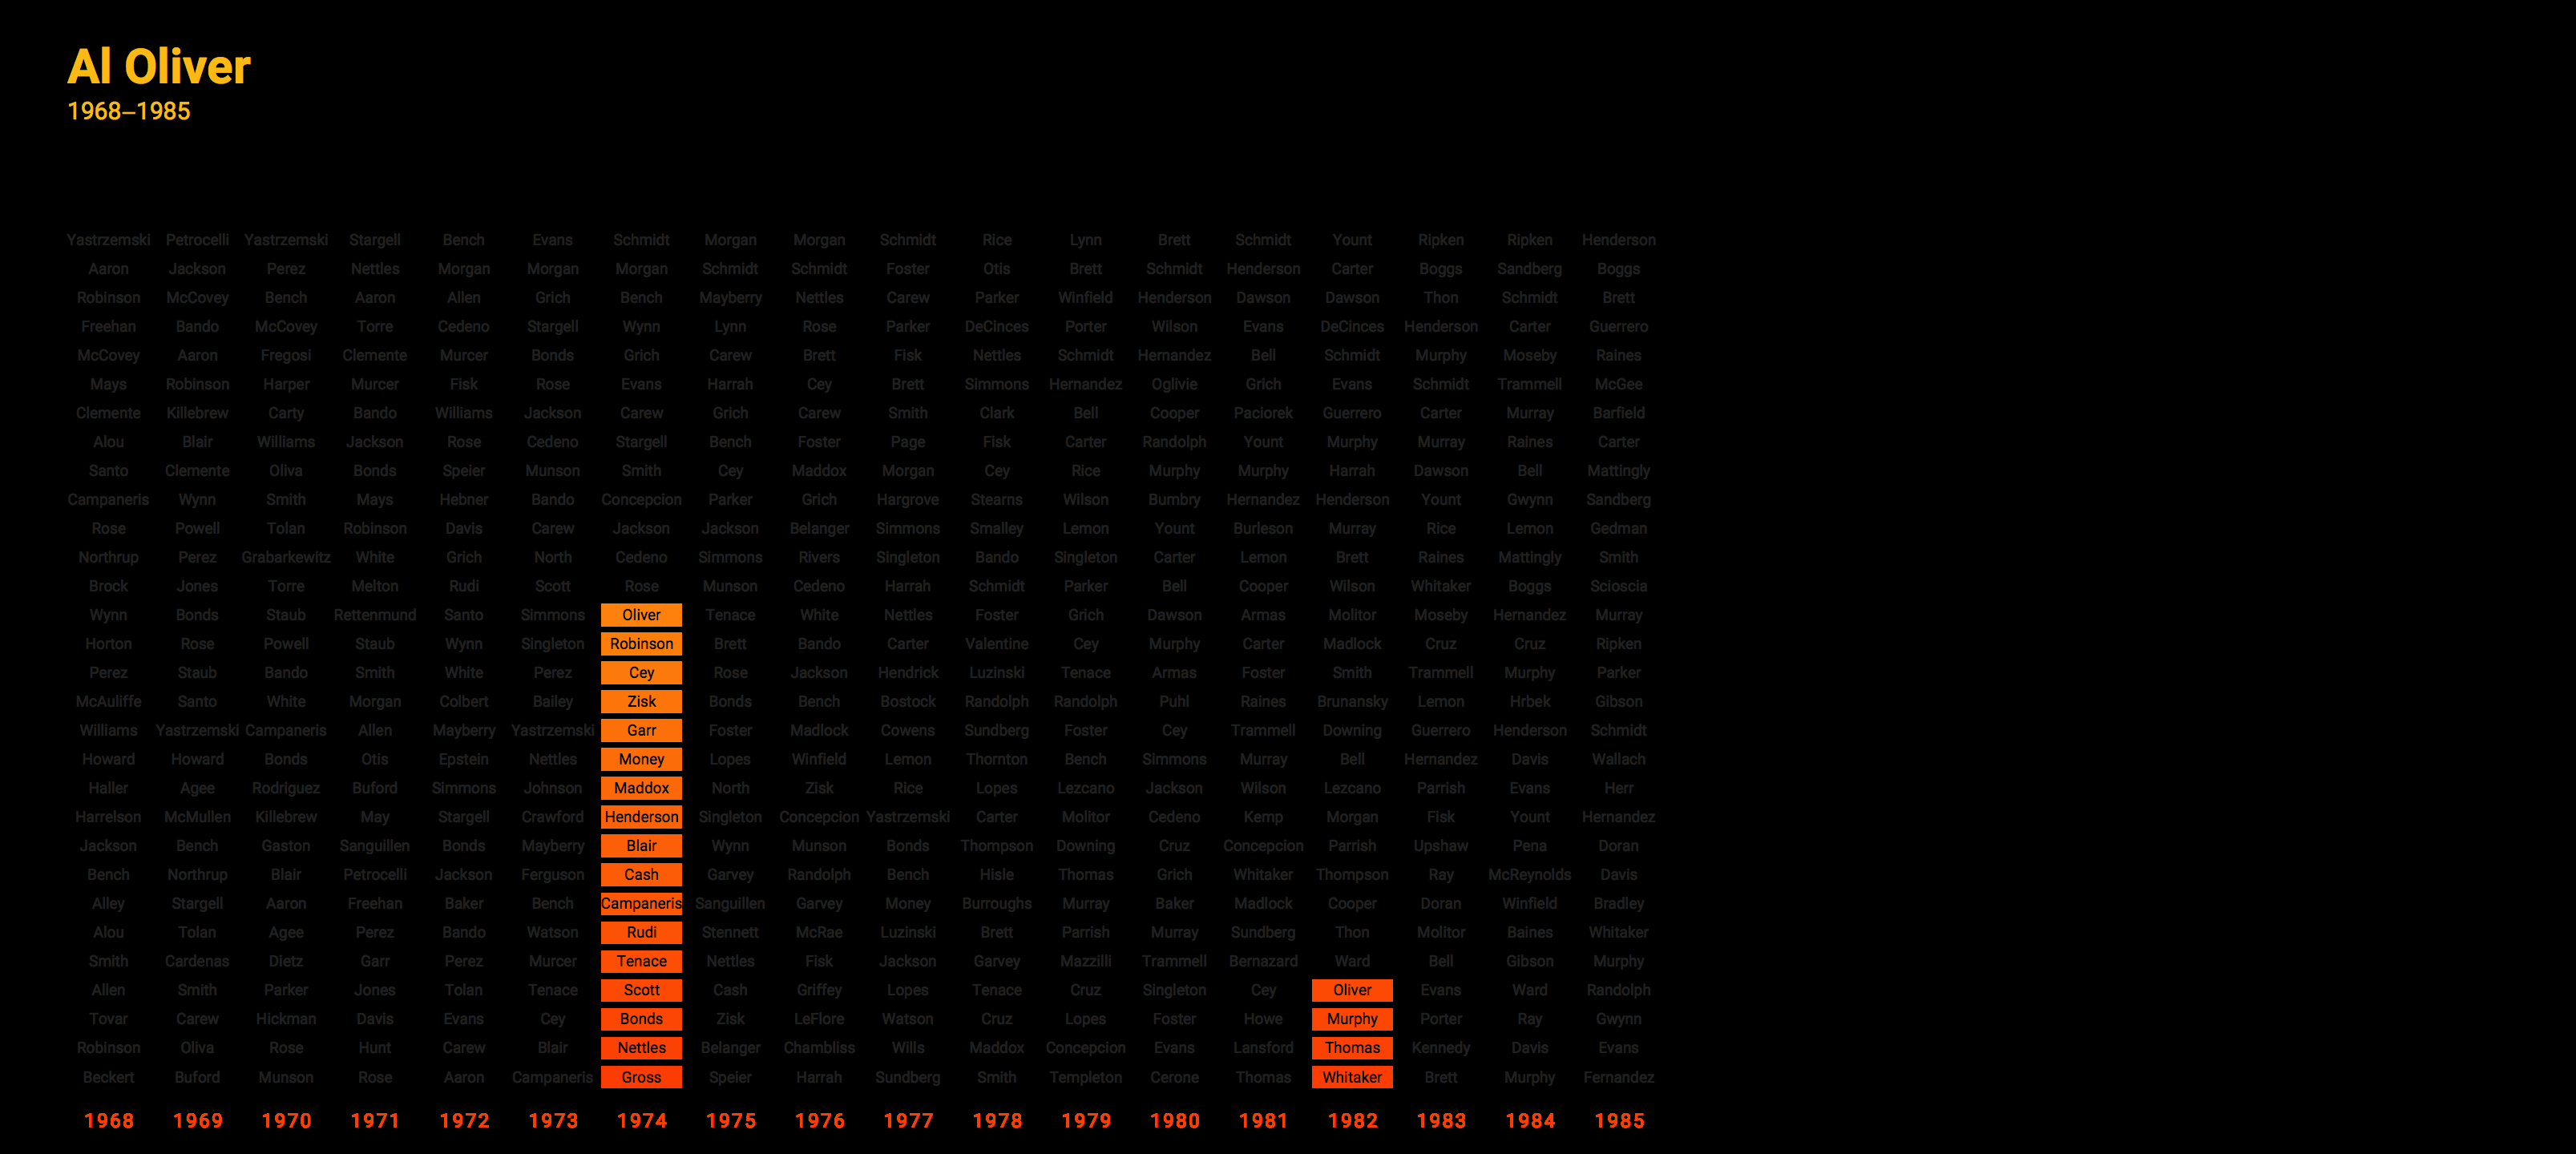 Al Oliver
1968–1985
Yastrzemski Petrocelli Yastrzemski Stargell Bench Evans Schmidt Morgan Morgan Schmidt Rice Lynn Brett Schmidt Yount Ripken Ripken Henderson
Aaron Jackson Perez Nettles Morgan Morgan Morgan Schmidt Schmidt Foster Otis Brett Schmidt Henderson Carter Boggs Sandberg Boggs
Robinson McCovey Bench Aaron Allen Grich Bench Mayberry Nettles Carew Parker Winfield Henderson Dawson Dawson Thon Schmidt Brett
Freehan Bando McCovey Torre Cedeno Stargell Wynn Lynn Rose Parker DeCinces Porter Wilson Evans DeCinces Henderson Carter Guerrero
McCovey Aaron Fregosi Clemente Murcer Bonds Grich Carew Brett Fisk Nettles Schmidt Hernandez Bell Schmidt Murphy Moseby Raines
Mays Robinson Harper Murcer Fisk Rose Evans Harrah Cey Brett Simmons Hernandez Oglivie Grich Evans Schmidt Trammell McGee
Clemente Killebrew Carty Bando Williams Jackson Carew Grich Carew Smith Clark Bell Cooper Paciorek Guerrero Carter Murray Barfield
Alou Blair Williams Jackson Rose Cedeno Stargell Bench Foster Page Fisk Carter Randolph Yount Murphy Murray Raines Carter
Santo Clemente Oliva Bonds Speier Munson Smith Cey Maddox Morgan Cey Rice Murphy Murphy Harrah Dawson Bell Mattingly
Campaneris Wynn Smith Mays Hebner Bando Concepcion Parker Grich Hargrove Stearns Wilson Bumbry Hernandez Henderson Yount Gwynn Sandberg
Rose Powell Tolan Robinson Davis Carew Jackson Jackson Belanger Simmons Smalley Lemon Yount Burleson Murray Rice Lemon Gedman
Northrup Perez Grabarkewitz White Grich North Cedeno Simmons Rivers Singleton Bando Singleton Carter Lemon Brett Raines Mattingly Smith
Brock Jones Torre Melton Rudi Scott Rose Munson Cedeno Harrah Schmidt Parker Bell Cooper Wilson Whitaker Boggs Scioscia
Wynn Bonds Staub Rettenmund Santo Simmons Oliver Tenace White Nettles Foster Grich Dawson Armas Molitor Moseby Hernandez Murray
Horton Rose Powell Staub Wynn Singleton Robinson Brett Bando Carter Valentine Cey Murphy Carter Madlock Cruz Cruz Ripken
Perez Staub Bando Smith White Perez Cey Rose Jackson Hendrick Luzinski Tenace Armas Foster Smith Trammell Murphy Parker
McAuliffe Santo White Morgan Colbert Bailey Zisk Bonds Bench Bostock Randolph Randolph Puhl Raines Brunansky Lemon Hrbek Gibson
Williams Yastrzemski Campaneris Allen Mayberry Yastrzemski Garr Foster Madlock Cowens Sundberg Foster Cey Trammell Downing Guerrero Henderson Schmidt
Howard Howard Bonds Otis Epstein Nettles Money Lopes Winfield Lemon Thornton Bench Simmons Murray Bell Hernandez Davis Wallach
Haller Agee Rodriguez Buford Simmons Johnson Maddox North Zisk Rice Lopes Lezcano Jackson Wilson Lezcano Parrish Evans Herr
Harrelson McMullen Killebrew May Stargell Crawford Henderson Singleton Concepcion Yastrzemski Carter Molitor Cedeno Kemp Morgan Fisk Yount Hernandez
Jackson Bench Gaston Sanguillen Bonds Mayberry Blair Wynn Munson Bonds Thompson Downing Cruz Concepcion Parrish Upshaw Pena Doran
Bench Northrup Blair Petrocelli Jackson Ferguson Cash Garvey Randolph Bench Hisle Thomas Grich Whitaker Thompson Ray McReynolds Davis
Alley Stargell Aaron Freehan Baker Bench Campaneris Sanguillen Garvey Money Burroughs Murray Baker Madlock Cooper Doran Winfield Bradley
Alou Tolan Agee Perez Bando Watson Rudi Stennett McRae Luzinski Brett Parrish Murray Sundberg Thon Molitor Baines Whitaker
Smith Cardenas Dietz Garr Perez Murcer Tenace Nettles Fisk Jackson Garvey Mazzilli Trammell Bernazard Ward Bell Gibson Murphy
Allen Smith Parker Jones Tolan Tenace Scott Cash Griffey Lopes Tenace Cruz Singleton Cey Oliver Evans Ward Randolph
Tovar Carew Hickman Davis Evans Cey Bonds Zisk LeFlore Watson Cruz Lopes Foster Howe Murphy Porter Ray Gwynn
Robinson Oliva Rose Hunt Carew Blair Nettles Belanger Chambliss Wills Maddox Concepcion Evans Lansford Thomas Kennedy Davis Evans
Beckert Buford Munson Rose Aaron Campaneris Gross Speier Harrah Sundberg Smith Templeton Cerone Thomas Whitaker Brett Murphy Fernandez
1968 1969 1970 1971 1972 1973 1974 1975 1976 1977 1978 1979 1980 1981 1982 1983 1984 1985